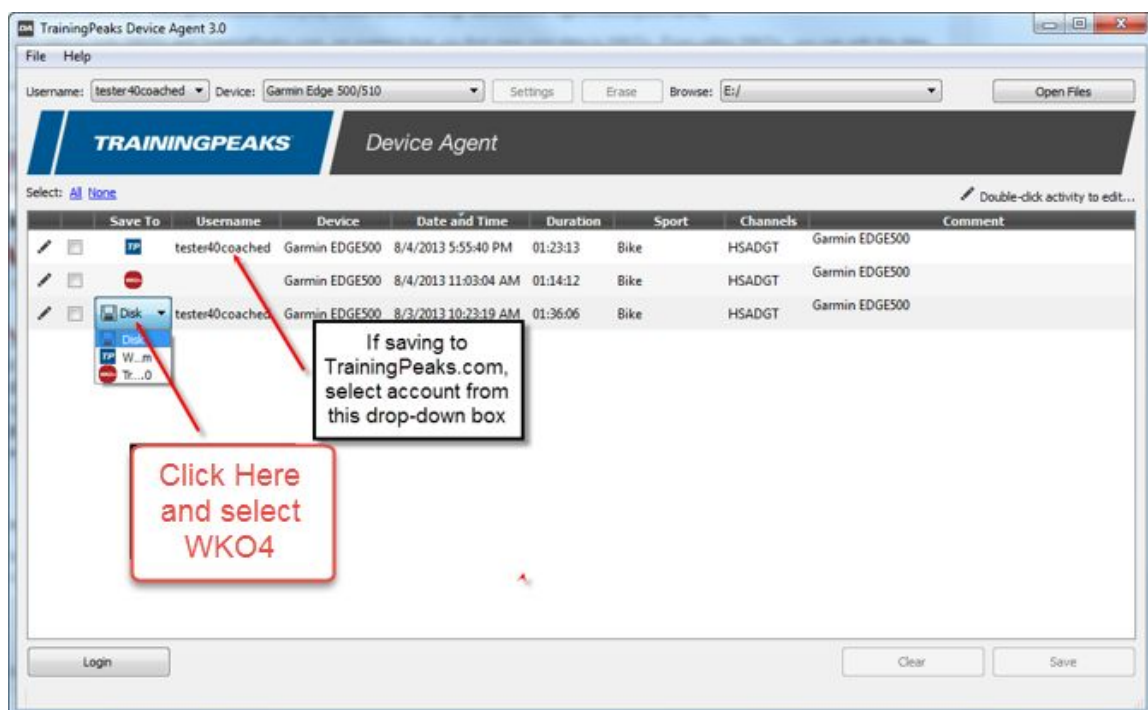 TrainingPeaks Device Agent 3.0
File Help
Username: tester40coached Device: Garmin Edge 500/510 Settings Erase Browse: E:/ Open Files
TRAININGPEAKS Device Agent
Select: All None Double-click activity to edit...
Save To Username Device Date and Time Duration Sport Channels Comment
TP tester40coached Garmin EDGE500 8/4/2013 5:55:40 PM 01:23:13 Bike HSADGT Garmin EDGE500
Garmin EDGE500 8/4/2013 11:03:04 AM 01:14:12 Bike HSADGT Garmin EDGE500
Disk tester40coached Garmin EDGE500 8/3/2013 10:23:19 AM 01:36:06 Bike HSADGT Garmin EDGE500
Disk
TP W...m
Tr....0
If saving to
TrainingPeaks.com,
select account from
this drop-down box
Click Here
and select
WKO4
Login Clear Save